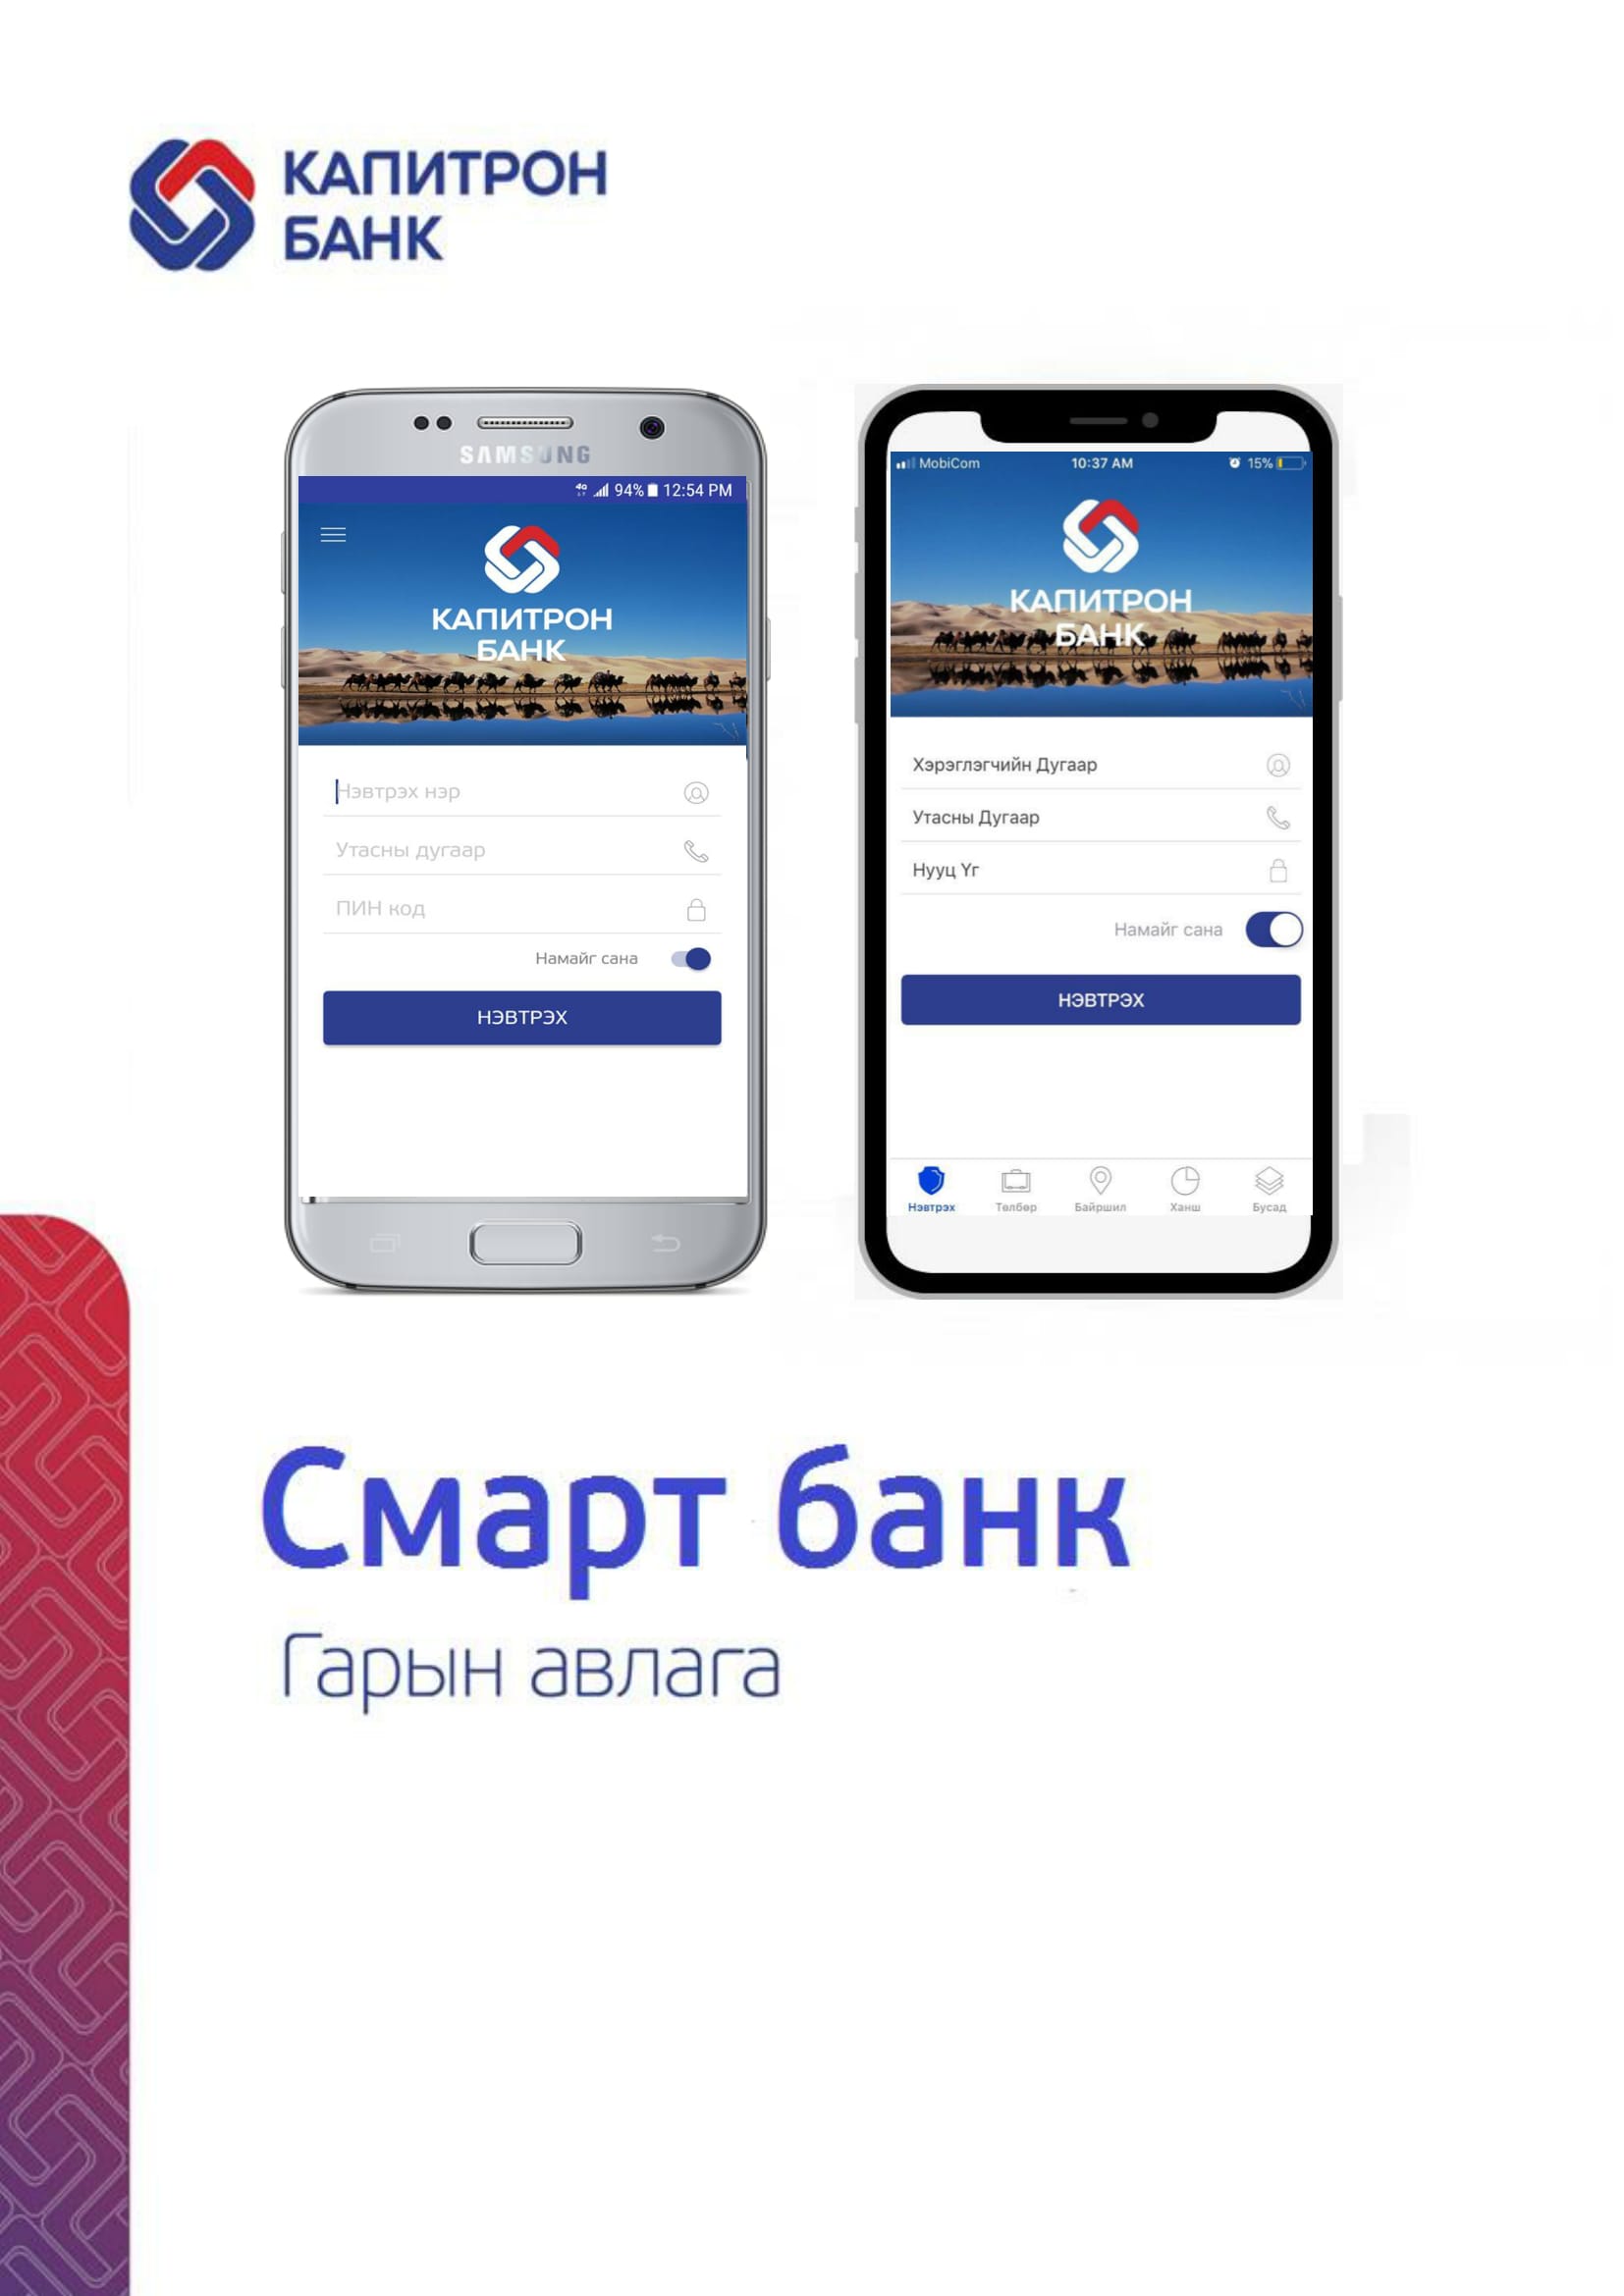 КАПИТРОН
БАНК
SAMSUNG
4G 94% 12:54 PM
КАПИТРОН
БАНК
Нэвтрэх нэр
Утасны дугаар
ПИН код
Намайг сана
НЭВТРЭХ
MobiCom 10:37 AM 15%
КАПИТРОН
БАНК
Хэрэглэгчийн Дугаар
Утасны Дугаар
Нууц Үг
Намайг сана
НЭВТРЭХ
Нэвтрэх Төлбөр Байршил Ханш Бусад
Смарт банк
Гарын авлага